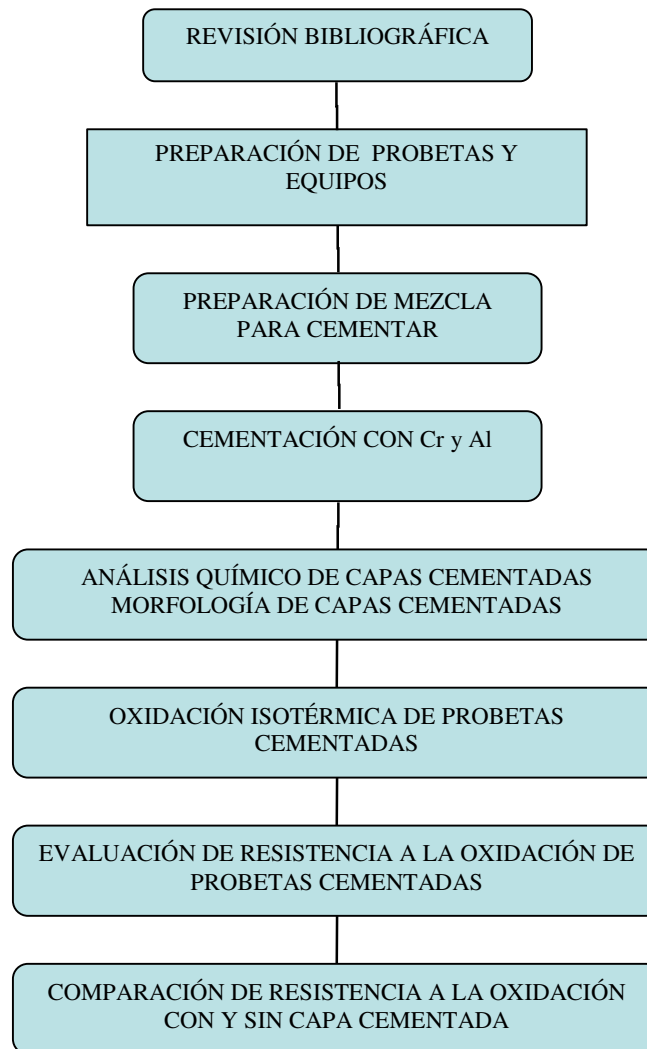 REVISIÓN BIBLIOGRÁFICA
PREPARACIÓN DE PROBETAS Y
EQUIPOS
PREPARACIÓN DE MEZCLA
PARA CEMENTAR
CEMENTACIÓN CON Cr y Al
ANÁLISIS QUÍMICO DE CAPAS CEMENTADAS
MORFOLOGÍA DE CAPAS CEMENTADAS
OXIDACIÓN ISOTÉRMICA DE PROBETAS
CEMENTADAS
EVALUACIÓN DE RESISTENCIA A LA OXIDACIÓN DE
PROBETAS CEMENTADAS
COMPARACIÓN DE RESISTENCIA A LA OXIDACIÓN
CON Y SIN CAPA CEMENTADA